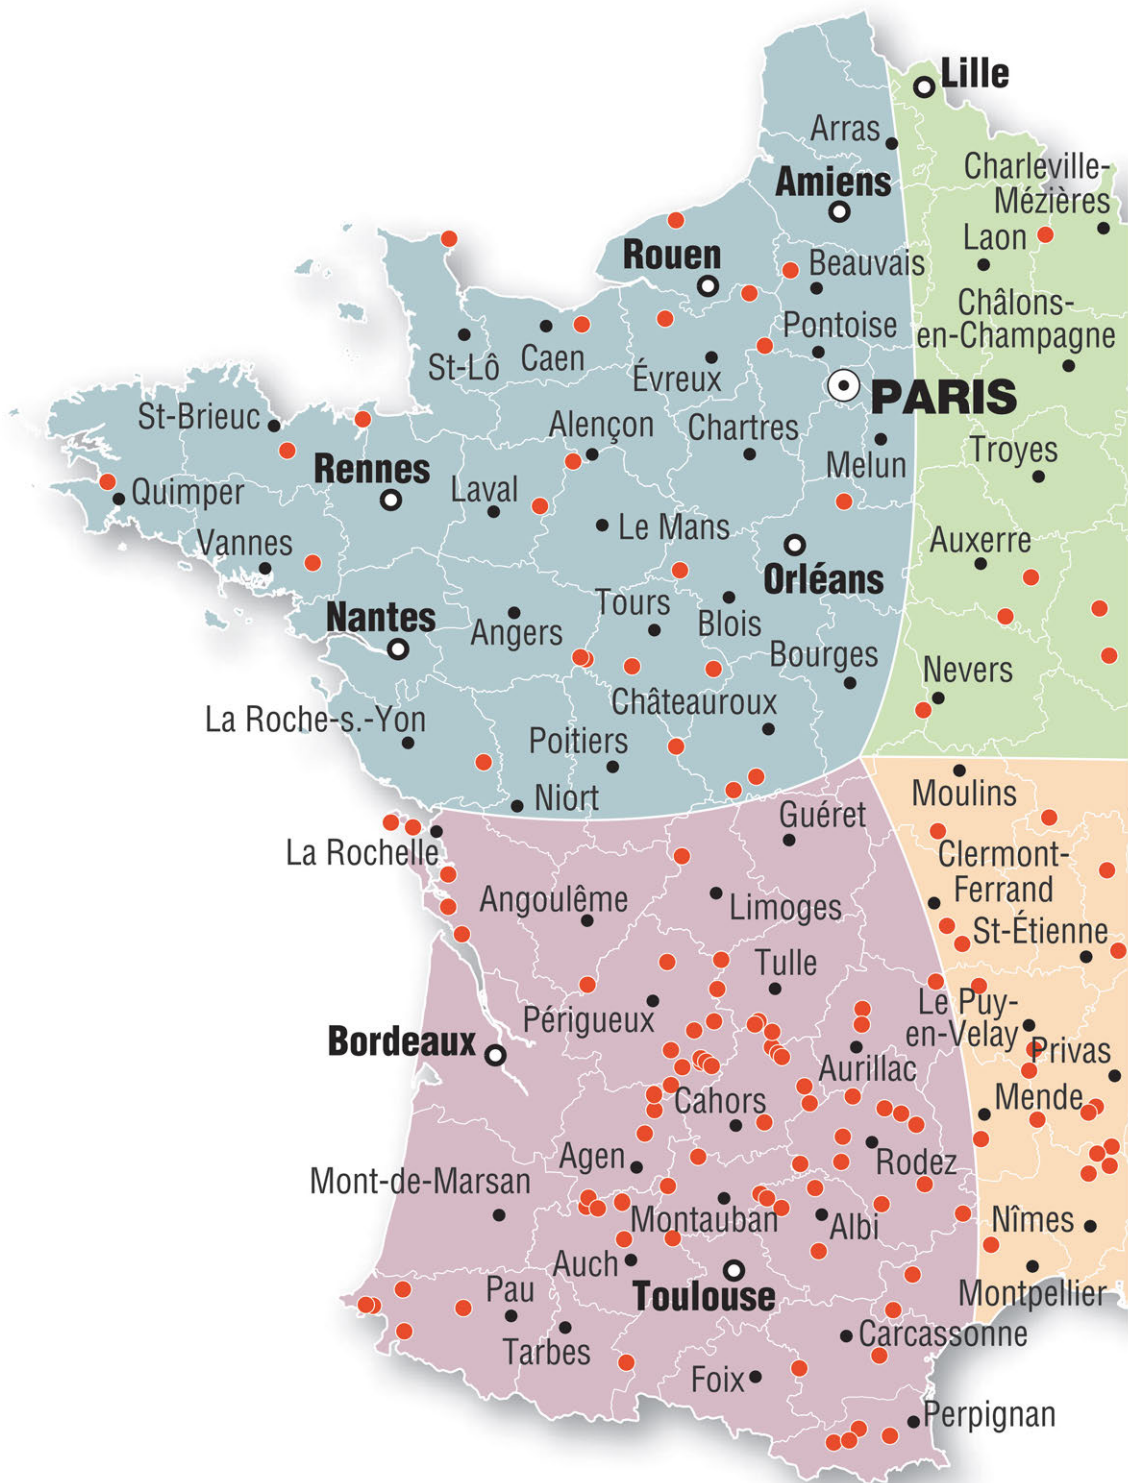 Lille
Arras
Charleville-
Mézières
Amiens
Laon
Rouen
Beauvais
Châlons-
en-Champagne
Pontoise
St-Lô
Caen
Évreux
PARIS
St-Brieuc
Alençon
Chartres
Troyes
Rennes
Melun
Quimper
Laval
Le Mans
Vannes
Auxerre
Orléans
Nantes
Tours
Angers
Blois
Bourges
Nevers
Châteauroux
La Roche-s.-Yon
Poitiers
Moulins
Niort
Guéret
La Rochelle
Clermont-
Ferrand
Angoulême
Limoges
St-Étienne
Tulle
Périgueux
Le Puy-
en-Velay
Bordeaux
Privas
Aurillac
Mende
Cahors
Agen
Rodez
Mont-de-Marsan
Montauban
Albi
Nîmes
Auch
Pau
Toulouse
Montpellier
Tarbes
Carcassonne
Foix
Perpignan